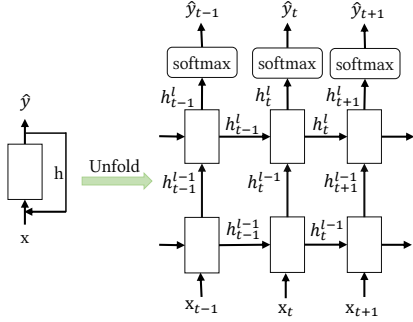 ŷ
h
x
Unfold
ŷ_{t-1} ŷ_t ŷ_{t+1}
softmax softmax softmax
h^l_{t-1} h^l_t h^l_{t+1}
h^l_{t-1} h^l_t
h^{l-1}_{t-1} h^{l-1}_t h^{l-1}_{t+1}
h^{l-1}_{t-1} h^{l-1}_t
x_{t-1} x_t x_{t+1}